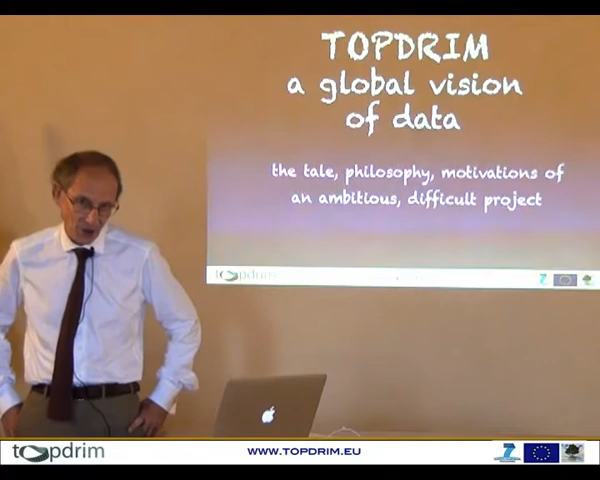 TOPDRIM
a global vision
of data
the tale, philosophy, motivations of
an ambitious, difficult project
topdrim
topdrim
WWW.TOPDRIM.EU